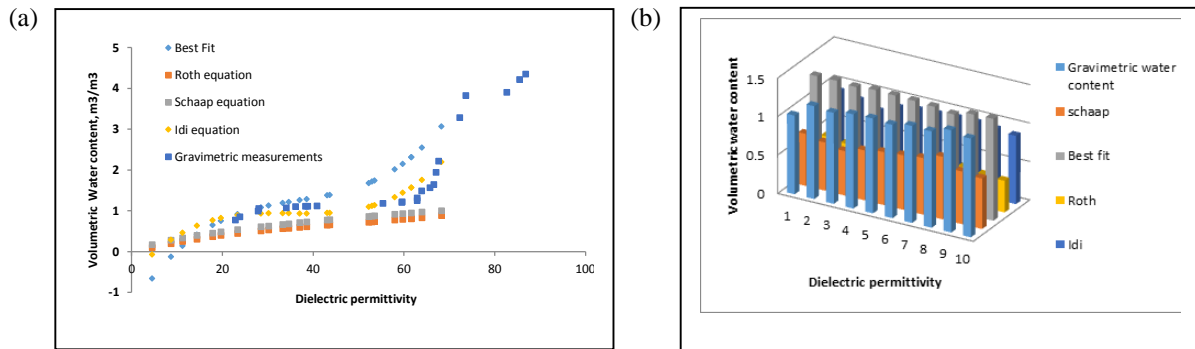 (a)
Volumetric Water content, m3/m3
5
4
3
2
1
0
-1
Best Fit
Roth equation
Schaap equation
Idi equation
Gravimetric measurements
0
20
40
60
80
100
Dielectric permittivity
(b)
Volumetric water content
1.5
1
0.5
0
1
2
3
4
5
6
7
8
9
10
Dielectric permittivity
Gravimetric water
content
schaap
Best fit
Roth
Idi